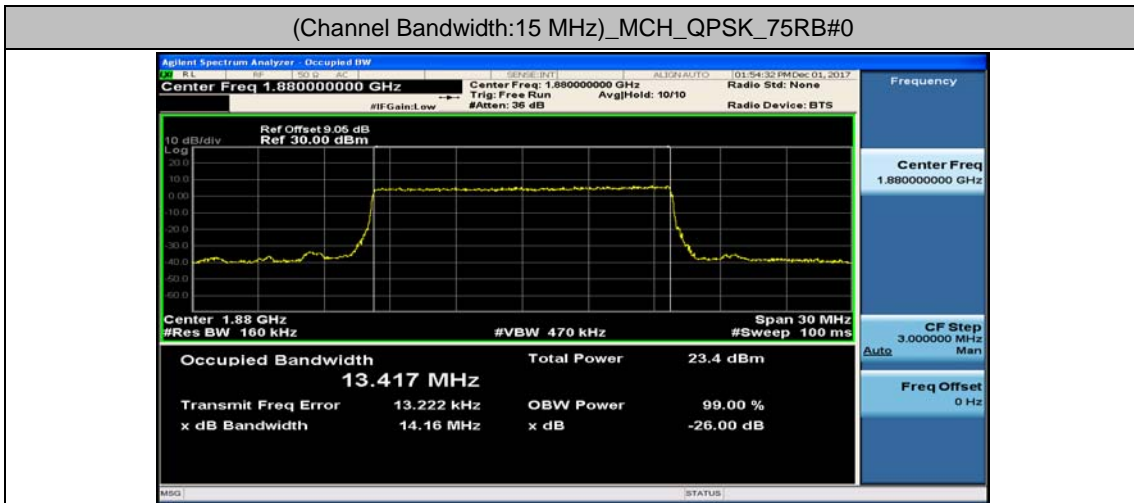 (Channel Bandwidth:15 MHz)_MCH_QPSK_75RB#0
Agilent Spectrum Analyzer - Occupied BW
RL RF 50 Ω AC SENSE:INT ALIGN AUTO 01:54:32 PM Dec 01, 2017
Center Freq 1.880000000 GHz
Center Freq: 1.880000000 GHz
Radio Std: None
Trig: Free Run Avg|Hold: 10/10
#IFGain:Low #Atten: 36 dB Radio Device: BTS
Ref Offset 9.05 dB
10 dB/div Ref 30.00 dBm
Log
20.0
10.0
0.00
-10.0
-20.0
-30.0
-40.0
-50.0
-60.0
Center 1.88 GHz Span 30 MHz
#Res BW 160 kHz #VBW 470 kHz #Sweep 100 ms
Occupied Bandwidth Total Power 23.4 dBm
13.417 MHz
Transmit Freq Error 13.222 kHz OBW Power 99.00 %
x dB Bandwidth 14.16 MHz x dB -26.00 dB
MSG STATUS
Frequency
Center Freq
1.880000000 GHz
CF Step
3.000000 MHz
Auto Man
Freq Offset
0 Hz